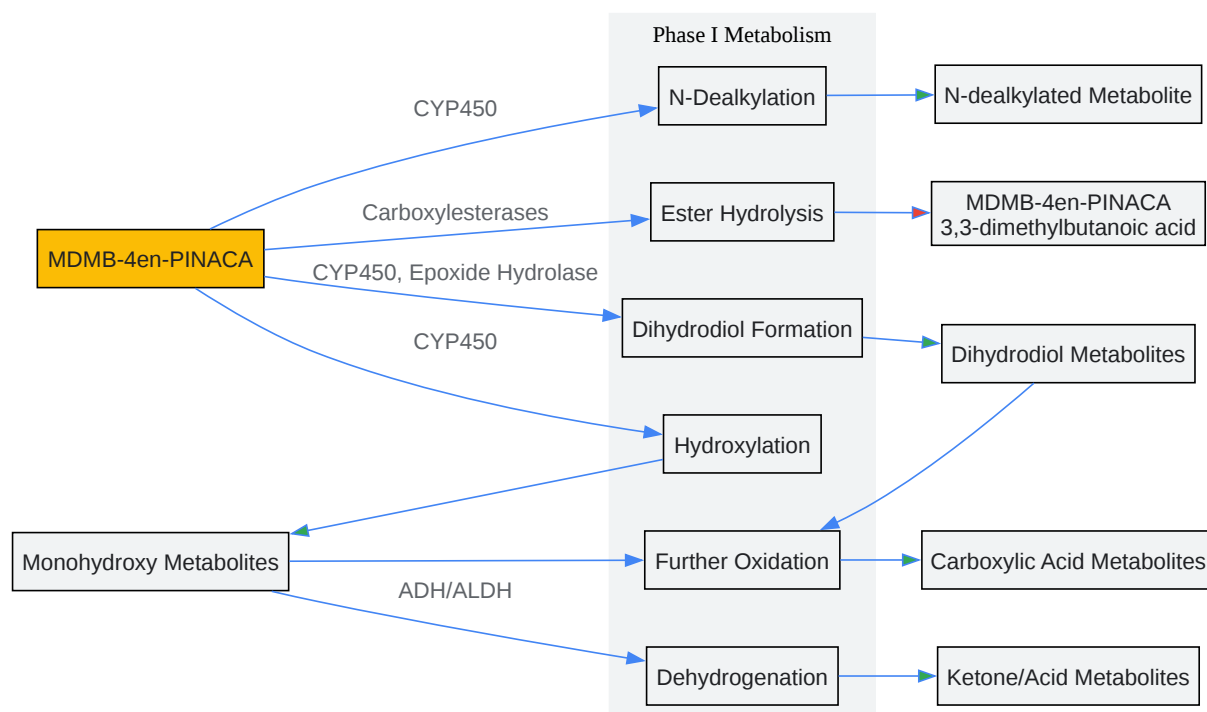 Phase I Metabolism
N-Dealkylation
N-dealkylated Metabolite
CYP450
Carboxylesterases
Ester Hydrolysis
MDMB-4en-PINACA
3,3-dimethylbutanoic acid
MDMB-4en-PINACA
CYP450, Epoxide Hydrolase
Dihydrodiol Formation
Dihydrodiol Metabolites
CYP450
Hydroxylation
Monohydroxy Metabolites
Further Oxidation
Carboxylic Acid Metabolites
ADH/ALDH
Dehydrogenation
Ketone/Acid Metabolites